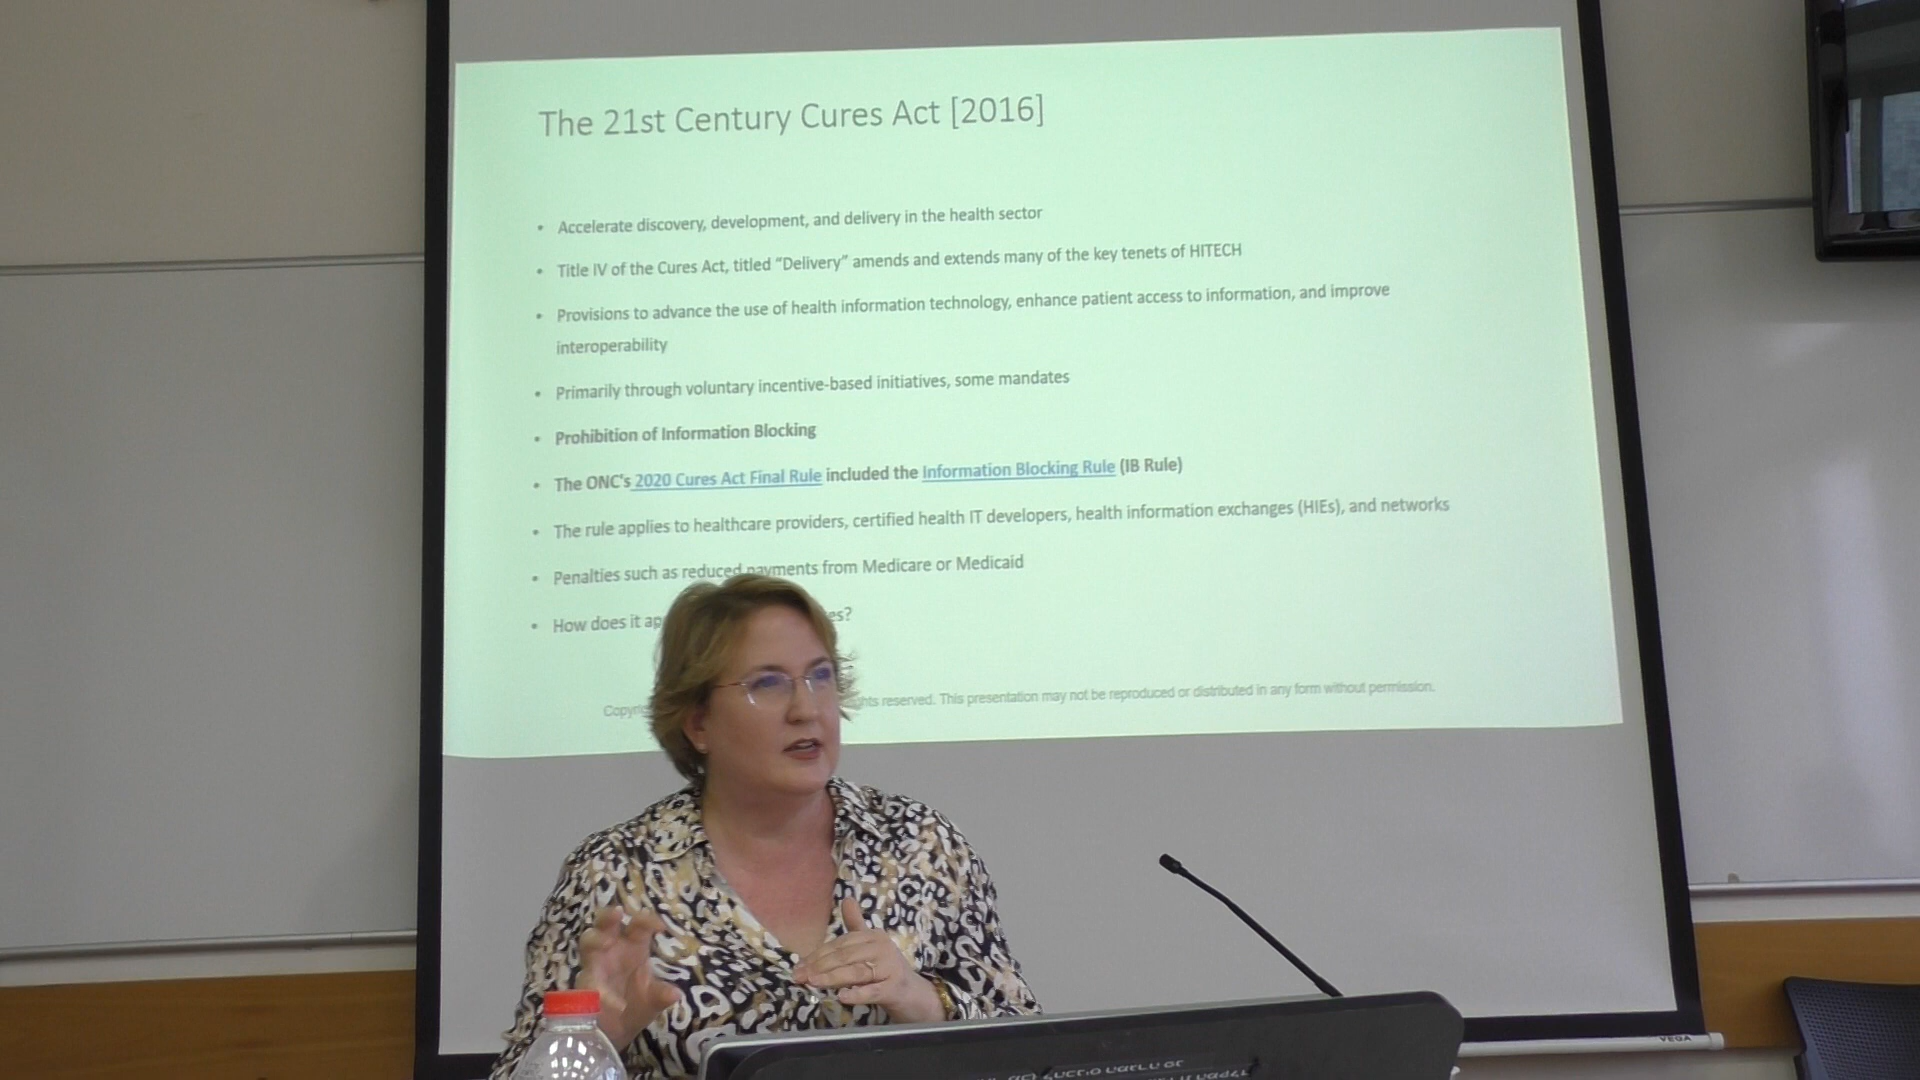 The 21st Century Cures Act [2016]
• Accelerate discovery, development, and delivery in the health sector
• Title IV of the Cures Act, titled “Delivery” amends and extends many of the key tenets of HITECH
• Provisions to advance the use of health information technology, enhance patient access to information, and improve
interoperability
• Primarily through voluntary incentive-based initiatives, some mandates
• Prohibition of Information Blocking
• The ONC's 2020 Cures Act Final Rule included the Information Blocking Rule (IB Rule)
• The rule applies to healthcare providers, certified health IT developers, health information exchanges (HIEs), and networks
• Penalties such as reduced payments from Medicare or Medicaid
• How does it
reserved. This presentation may not be reproduced or distributed in any form without permission.
VEGA